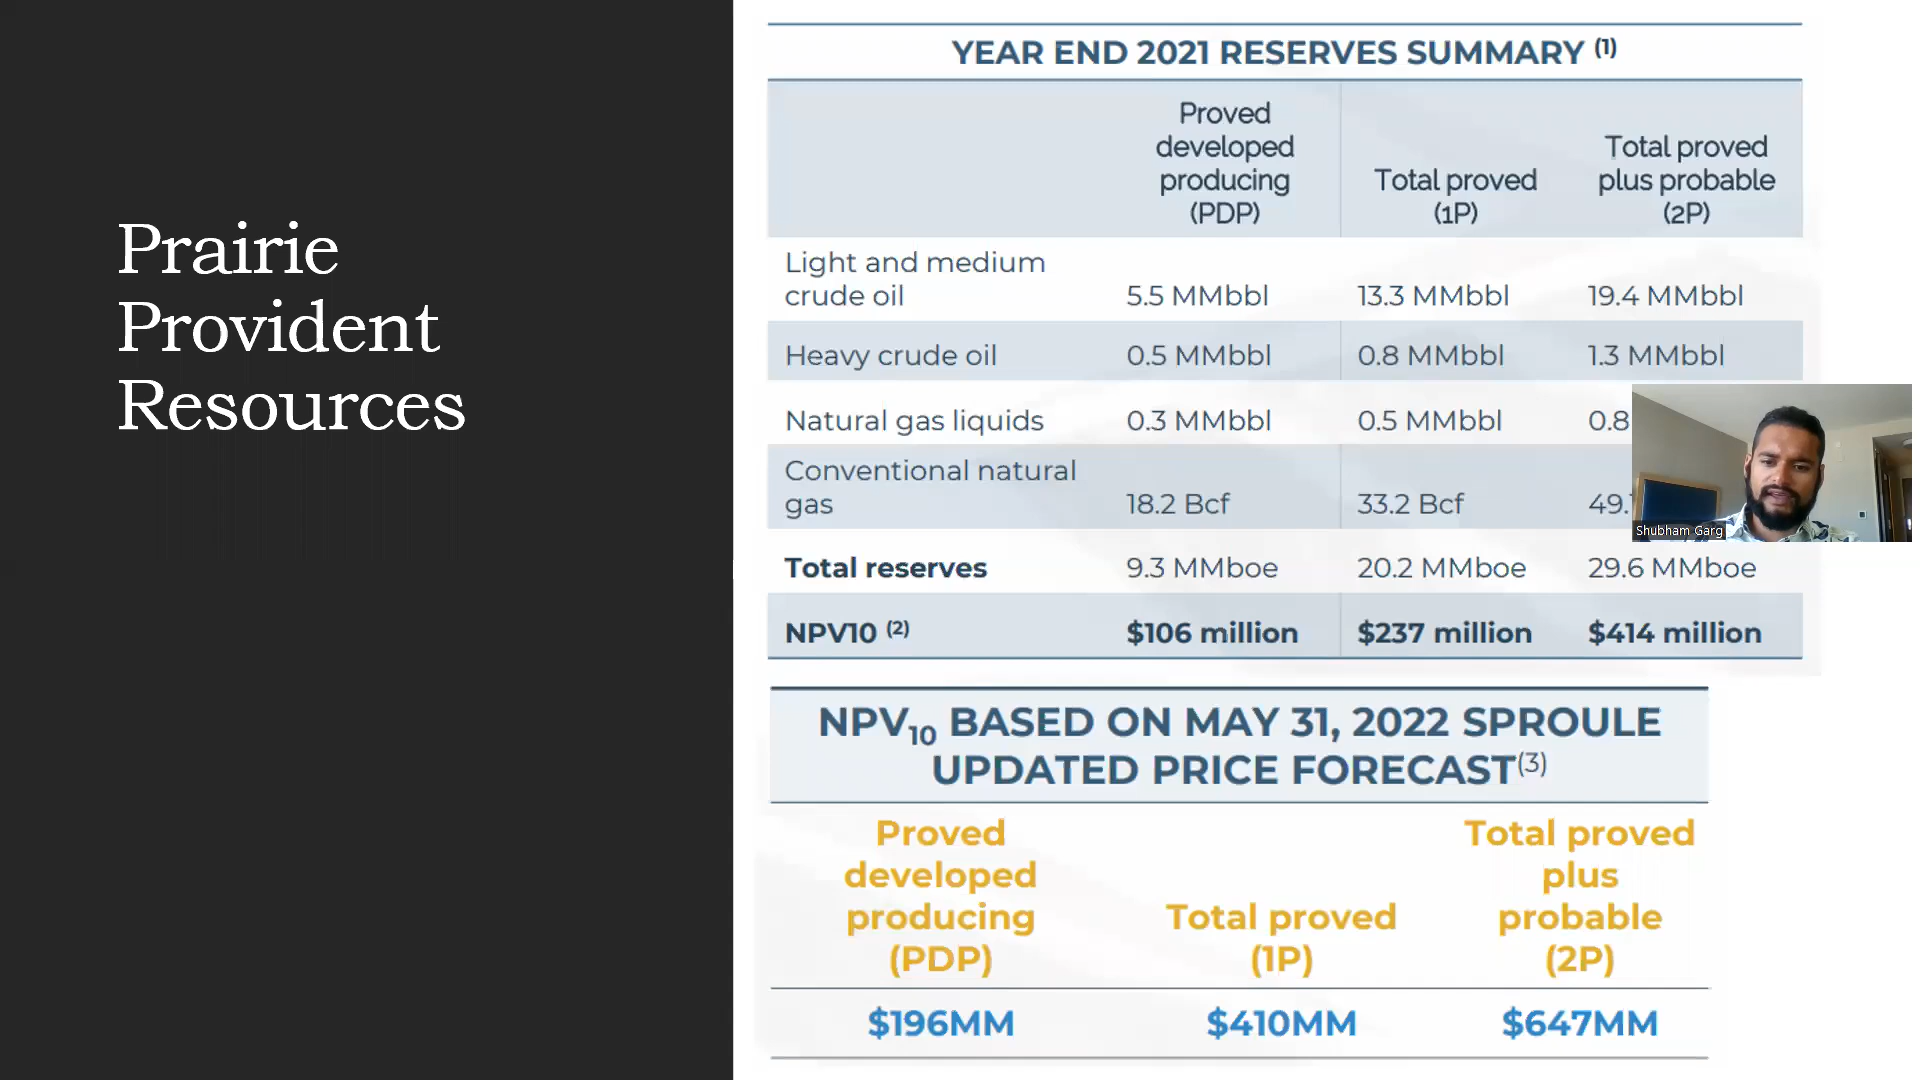 Prairie
Provident
Resources
YEAR END 2021 RESERVES SUMMARY (1)
Proved
developed
producing
(PDP)
Total proved
(1P)
Total proved
plus probable
(2P)
Light and medium
crude oil
5.5 MMbbl 13.3 MMbbl 19.4 MMbbl
Heavy crude oil 0.5 MMbbl 0.8 MMbbl 1.3 MMbbl
Natural gas liquids 0.3 MMbbl 0.5 MMbbl 0.8
Conventional natural
gas
18.2 Bcf 33.2 Bcf 49.
Shubham Garg
Total reserves 9.3 MMboe 20.2 MMboe 29.6 MMboe
NPV10 (2) $106 million $237 million $414 million
NPV10 BASED ON MAY 31, 2022 SPROULE
UPDATED PRICE FORECAST(3)
Proved
developed
producing
(PDP)
Total proved
(1P)
Total proved
plus
probable
(2P)
$196MM $410MM $647MM